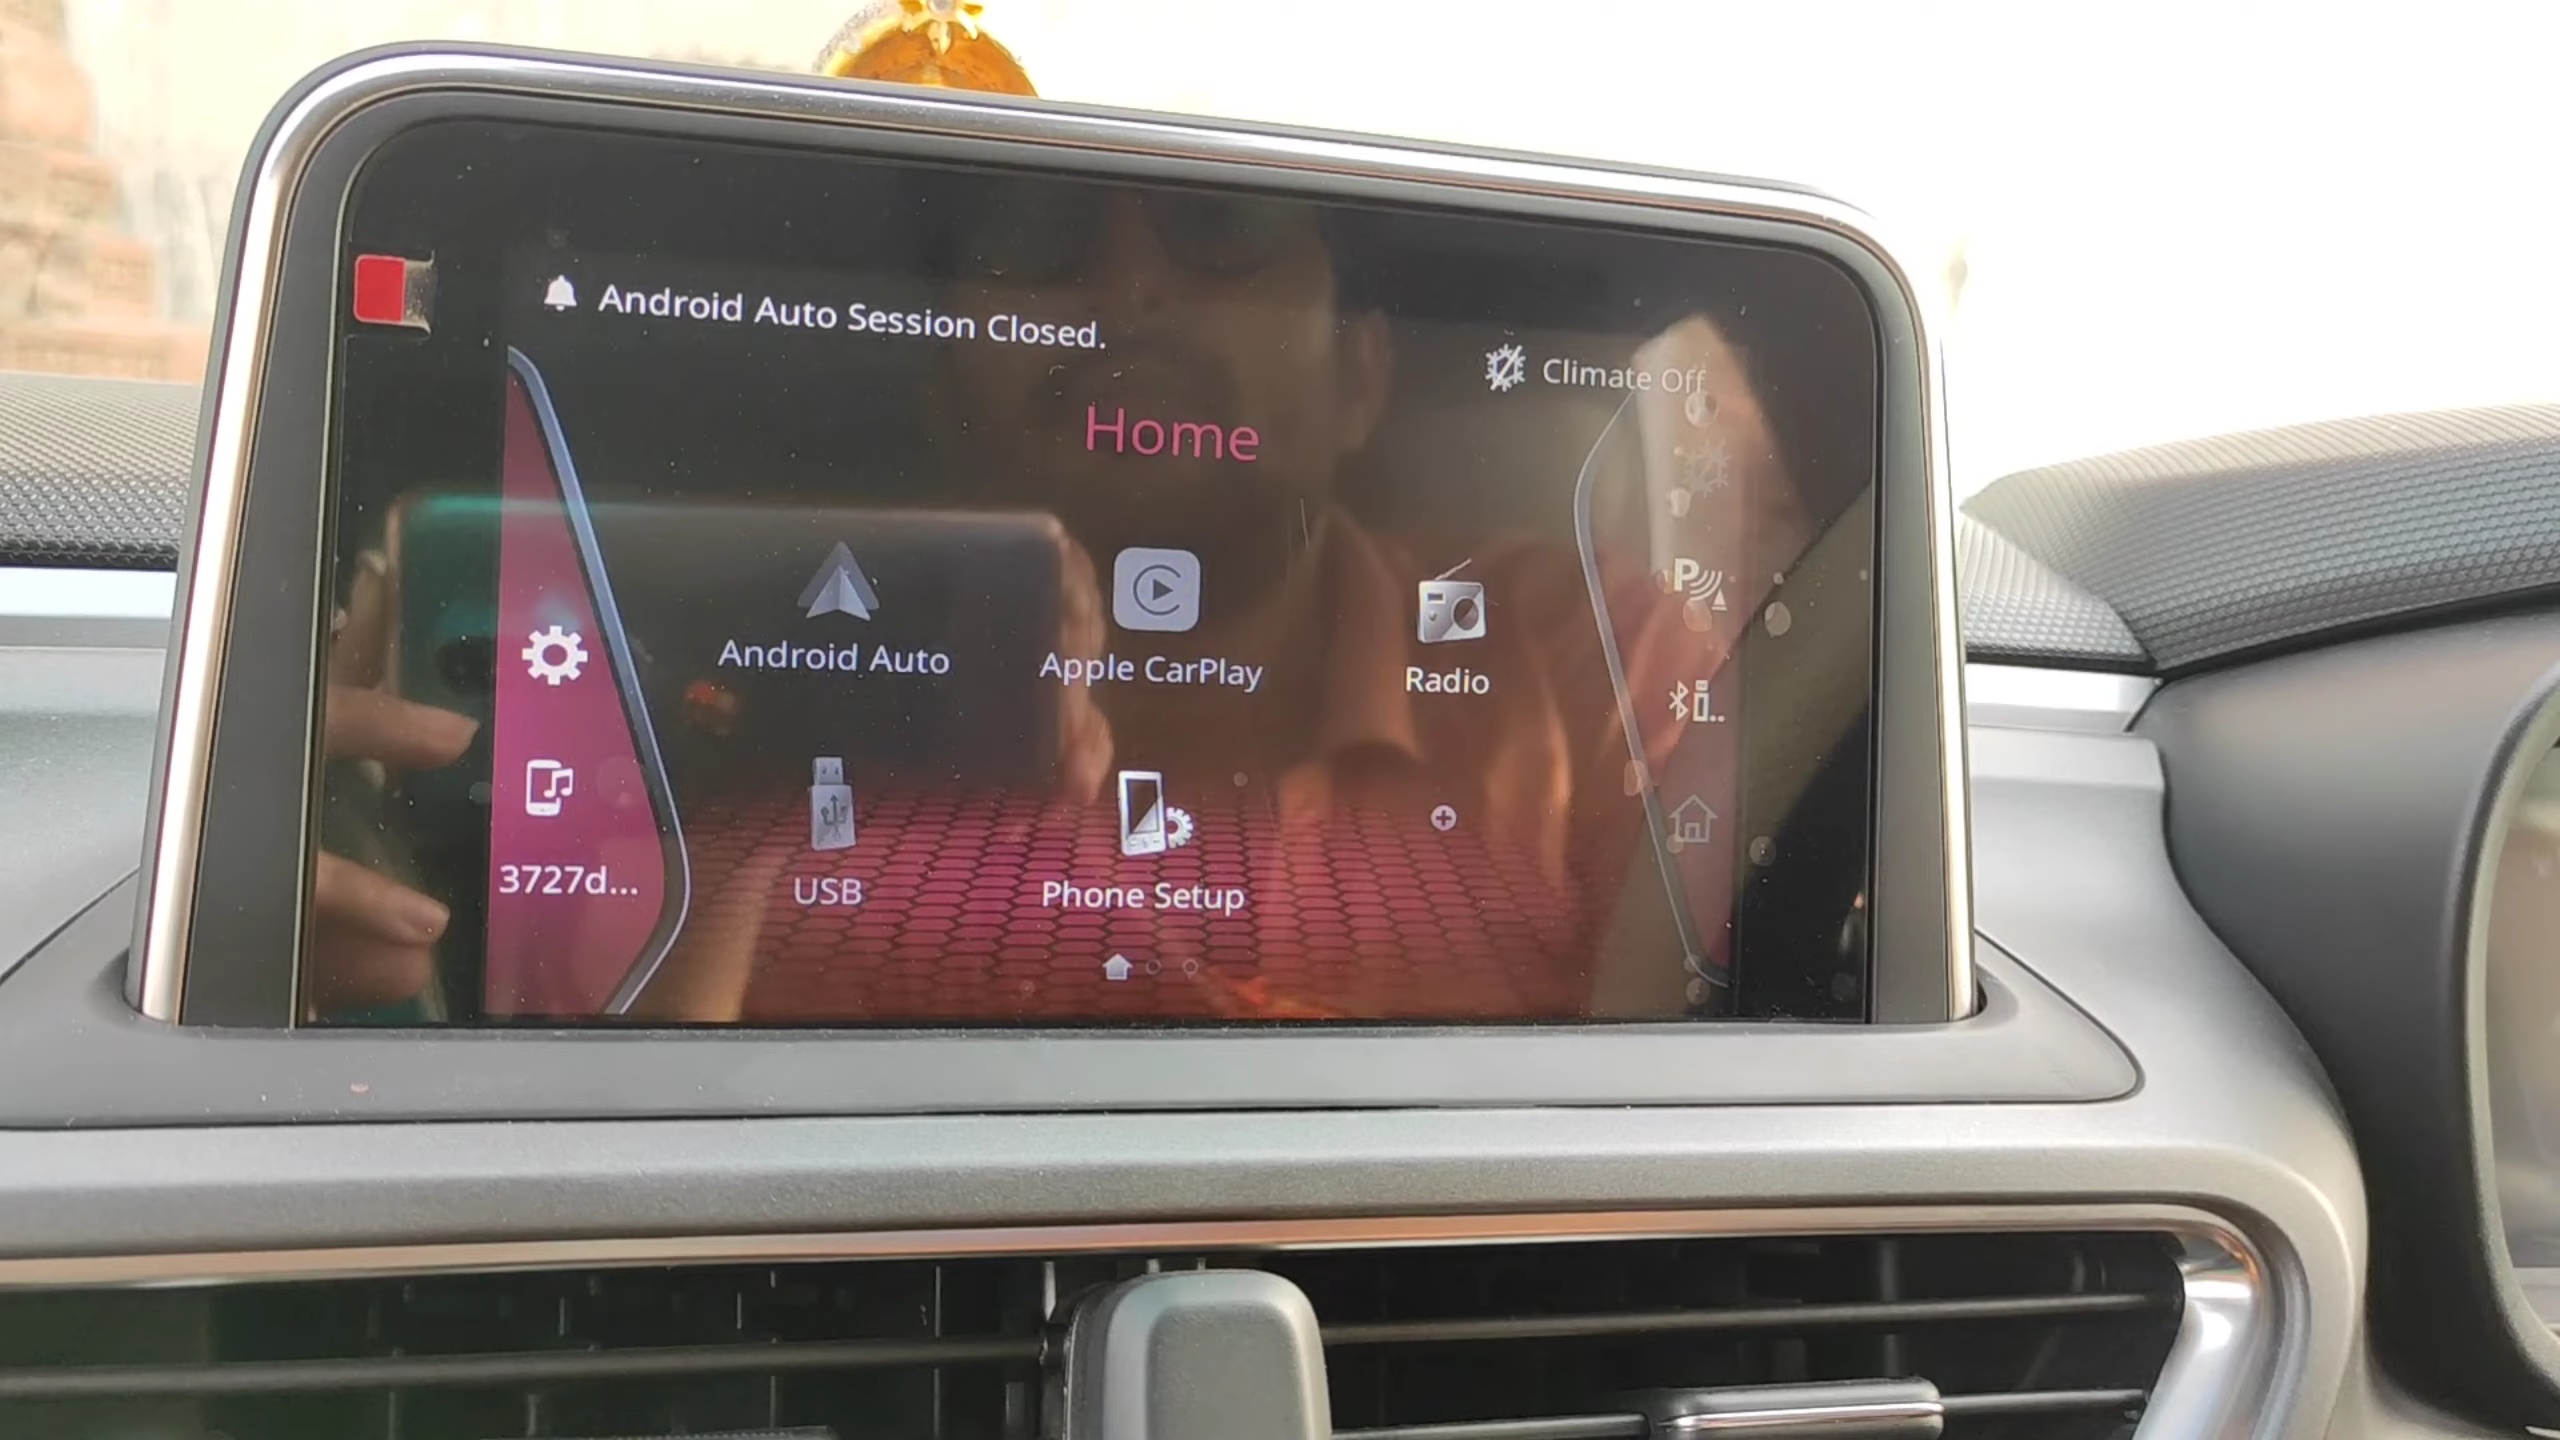 Android Auto Session Closed.
Climate Off
Home
Android Auto
Apple CarPlay
Radio
P
3727d...
USB
Phone Setup